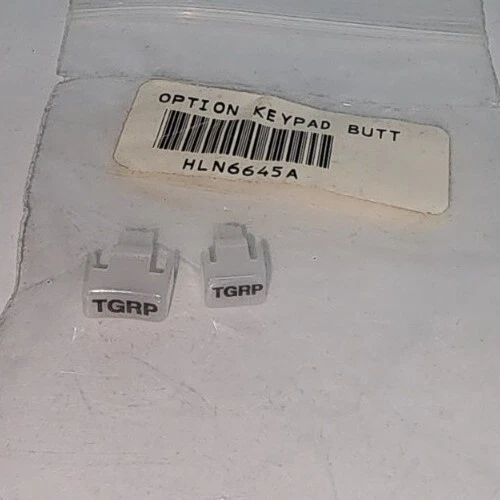 OPTION KEYPAD BUTT
HLN6645A
TGRP
TGRP